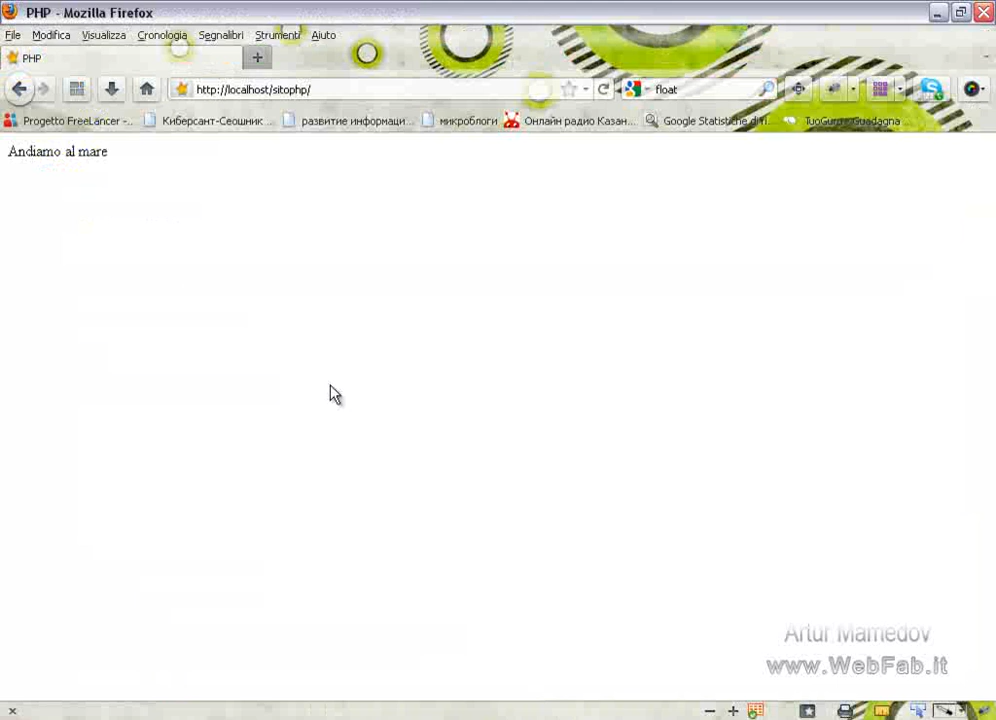 PHP - Mozilla Firefox
File Modifica Visualizza Cronologia Segnalibri Strumenti Aiuto
PHP
http://localhost/sitophp/ float
Progetto FreeLancer -... Киберсант-Сеошник ... развитие информаци... микроблоги Онлайн радио Казан... Google Statistiche di ri... TuoGuru - Guadagna
Andiamo al mare
Artur Mamedov
www.WebFab.it